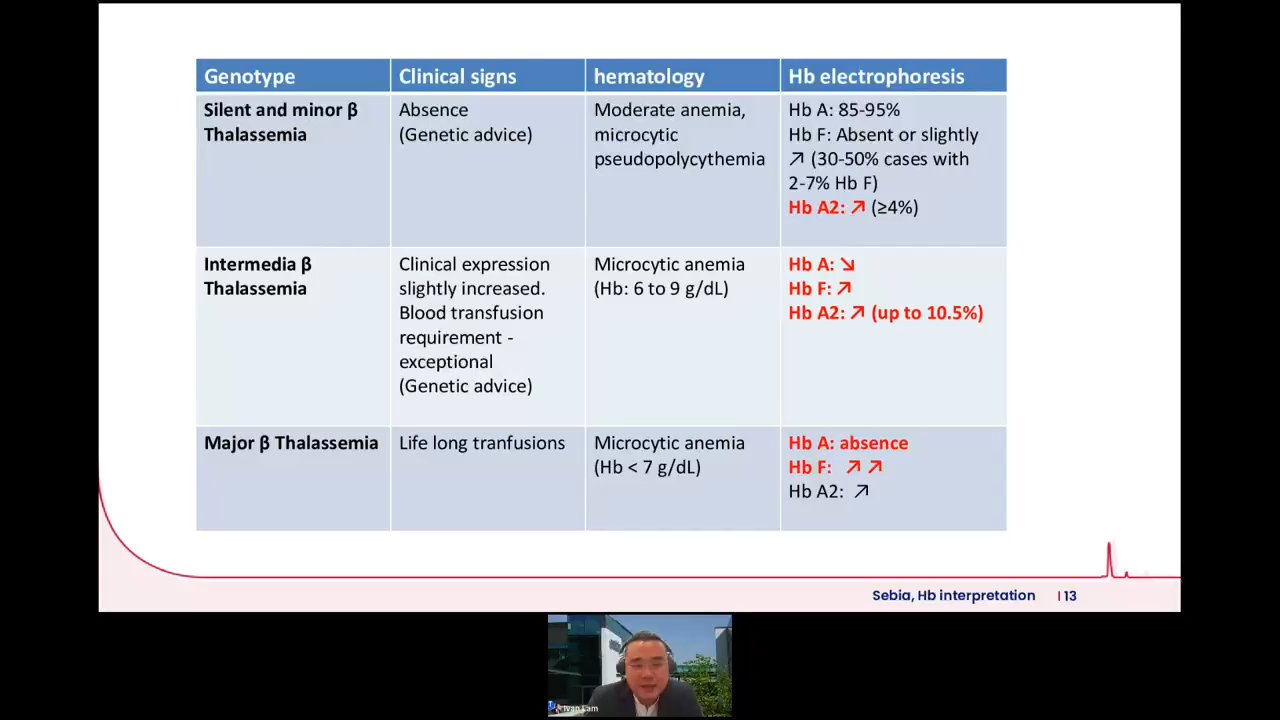 Genotype
Clinical signs
hematology
Hb electrophoresis
Silent and minor β
Thalassemia
Absence
(Genetic advice)
Moderate anemia,
microcytic
pseudopolycythemia
Hb A: 85-95%
Hb F: Absent or slightly
↗ (30-50% cases with
2-7% Hb F)
Hb A2: ↗ (≥4%)
Intermedia β
Thalassemia
Clinical expression
slightly increased.
Blood transfusion
requirement -
exceptional
(Genetic advice)
Microcytic anemia
(Hb: 6 to 9 g/dL)
Hb A: ↘
Hb F: ↗
Hb A2: ↗ (up to 10.5%)
Major β Thalassemia
Life long tranfusions
Microcytic anemia
(Hb < 7 g/dL)
Hb A: absence
Hb F: ↗ ↗
Hb A2: ↗
Sebia, Hb interpretation | 13
Ivan Lam